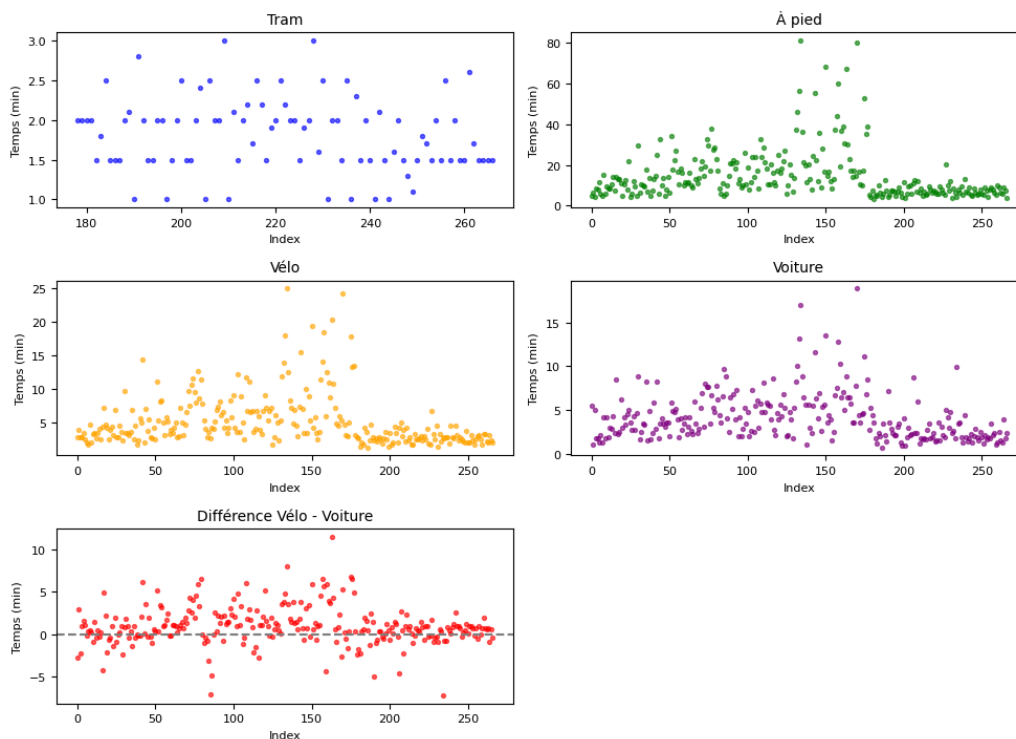 Tram
3.0
2.5
2.0
1.5
1.0
Temps (min)
180 200 220 240 260
Index
À pied
80
60
40
20
0
Temps (min)
0 50 100 150 200 250
Index
Vélo
25
20
15
10
5
Temps (min)
0 50 100 150 200 250
Index
Voiture
15
10
5
0
Temps (min)
0 50 100 150 200 250
Index
Différence Vélo - Voiture
10
5
0
−5
Temps (min)
0 50 100 150 200 250
Index